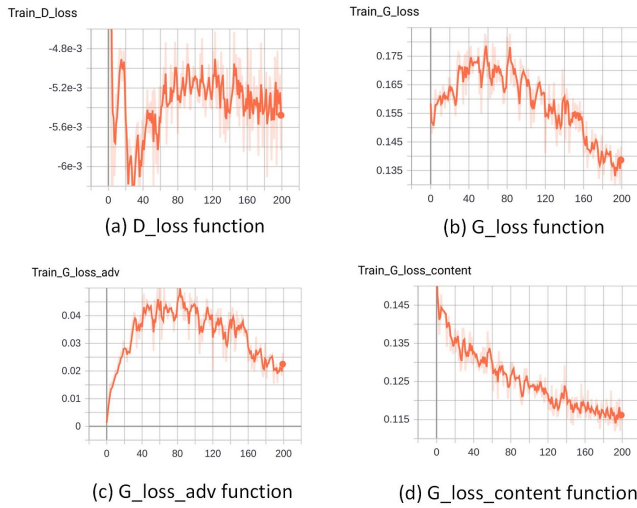 Train_D_loss
-4.8e-3
-5.2e-3
-5.6e-3
-6e-3
0 40 80 120 160 200
(a) D_loss function
Train_G_loss
0.175
0.165
0.155
0.145
0.135
0 40 80 120 160 200
(b) G_loss function
Train_G_loss_adv
0.04
0.03
0.02
0.01
0
0 40 80 120 160 200
(c) G_loss_adv function
Train_G_loss_content
0.145
0.135
0.125
0.115
0 40 80 120 160 200
(d) G_loss_content function